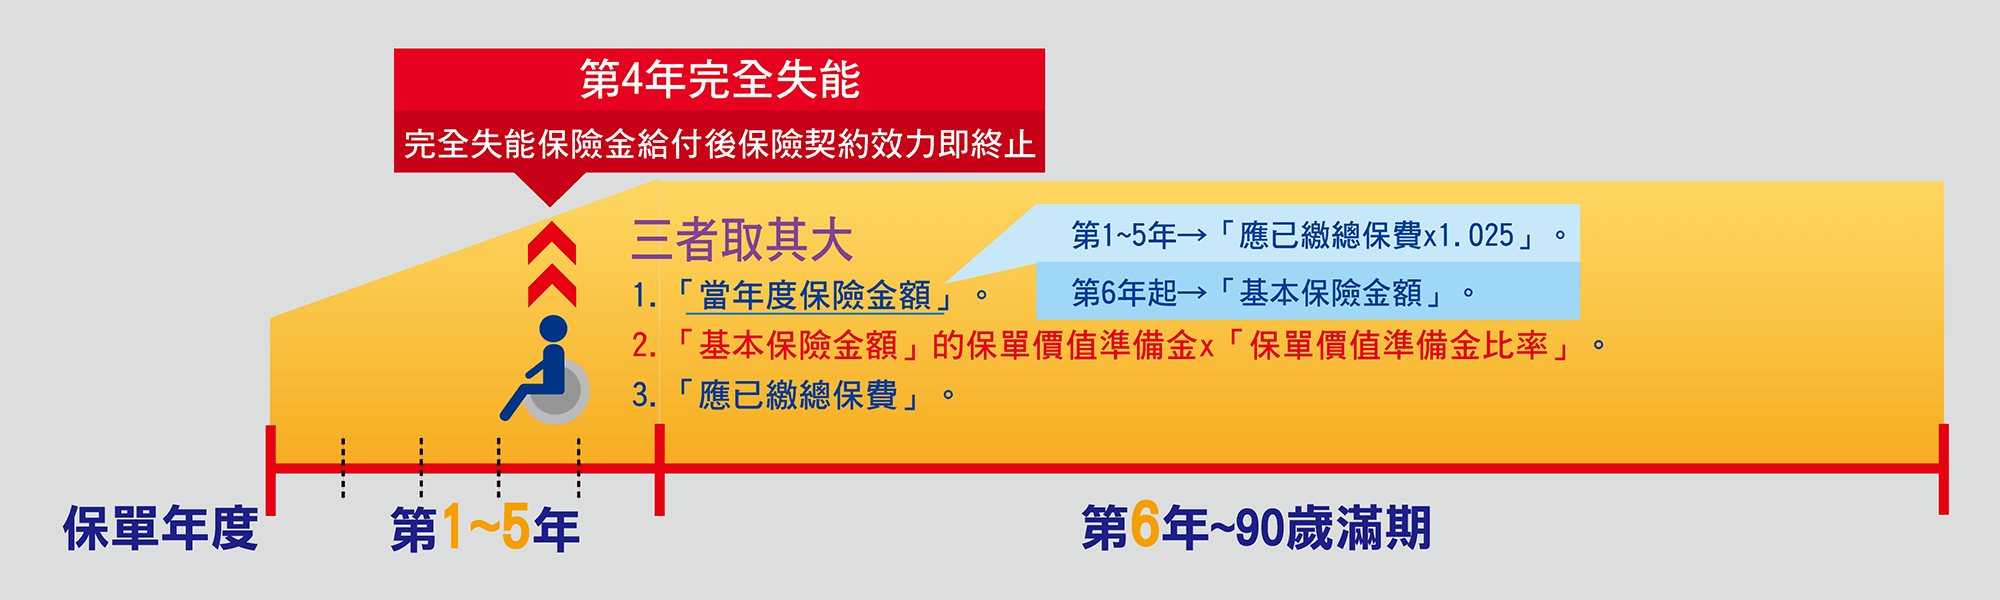 第4年完全失能
完全失能保險金給付後保險契約效力即終止
三者取其大
1.「當年度保險金額」。
第1~5年→「應已繳總保費x1.025」。
第6年起→「基本保險金額」。
2.「基本保險金額」的保單價值準備金x「保單價值準備金比率」。
3.「應已繳總保費」。
保單年度
第1~5年
第6年~90歲滿期